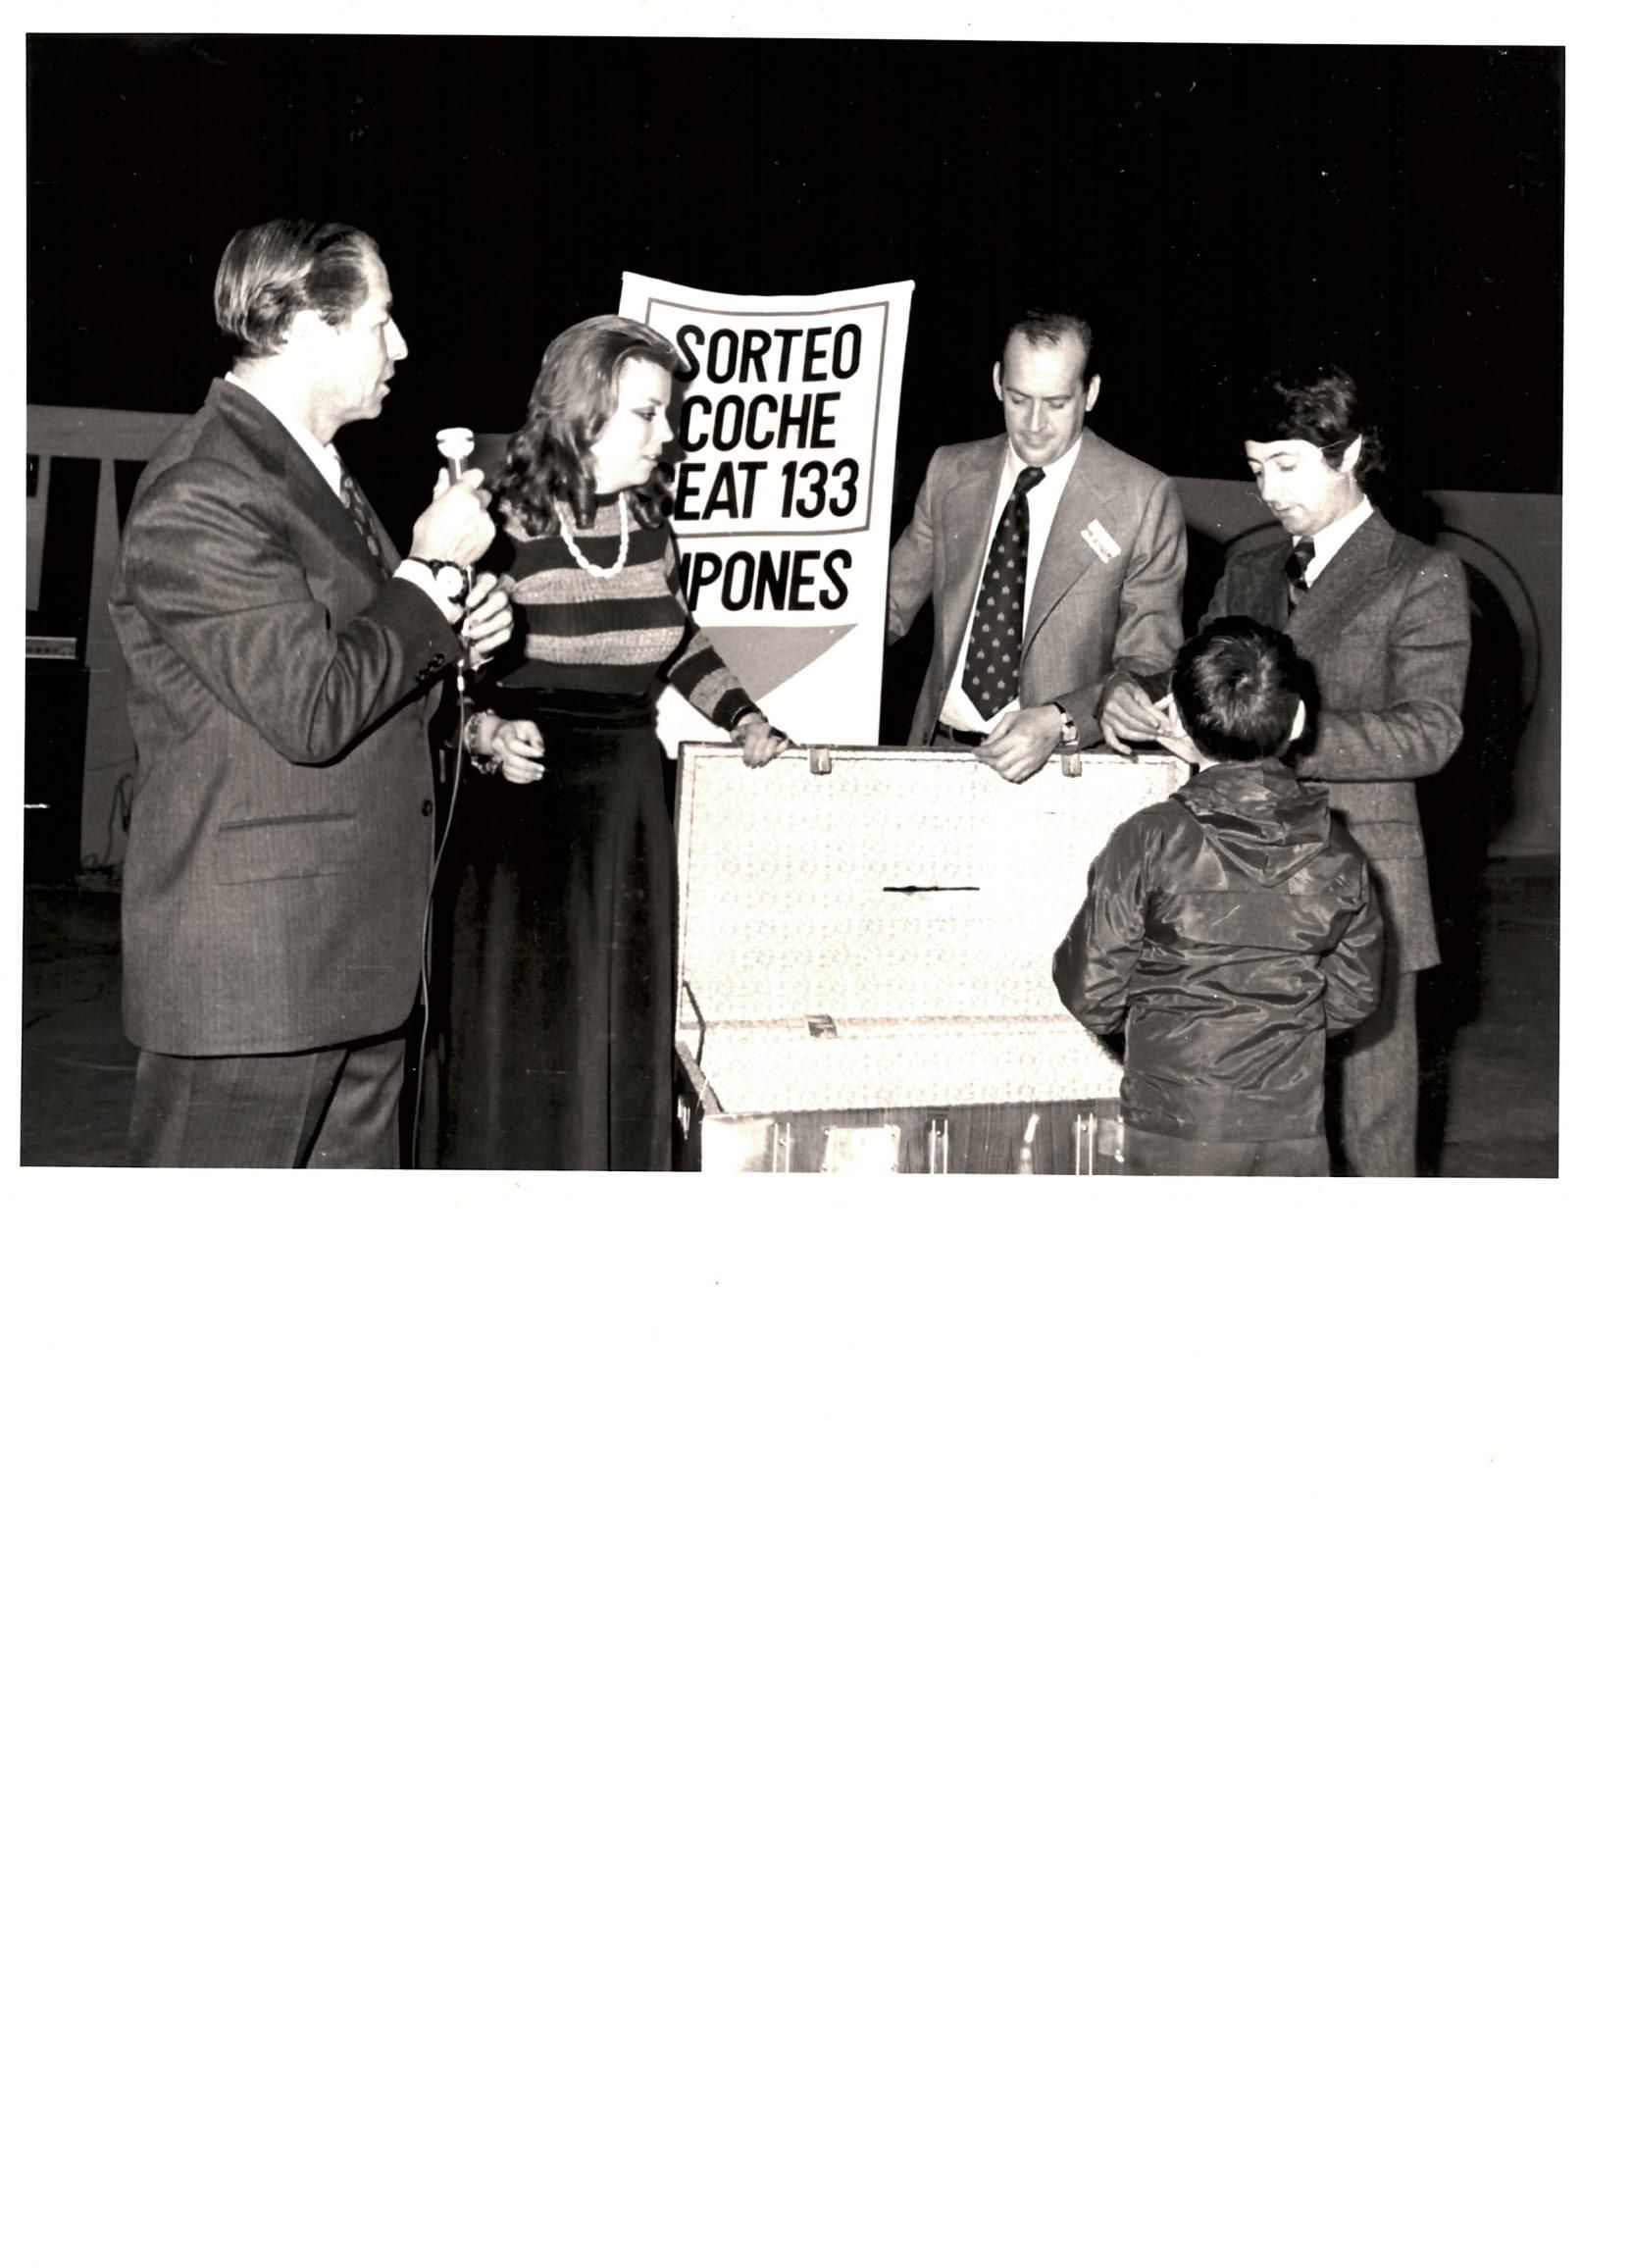 SORTEO
COCHE
EAT 133
PONES